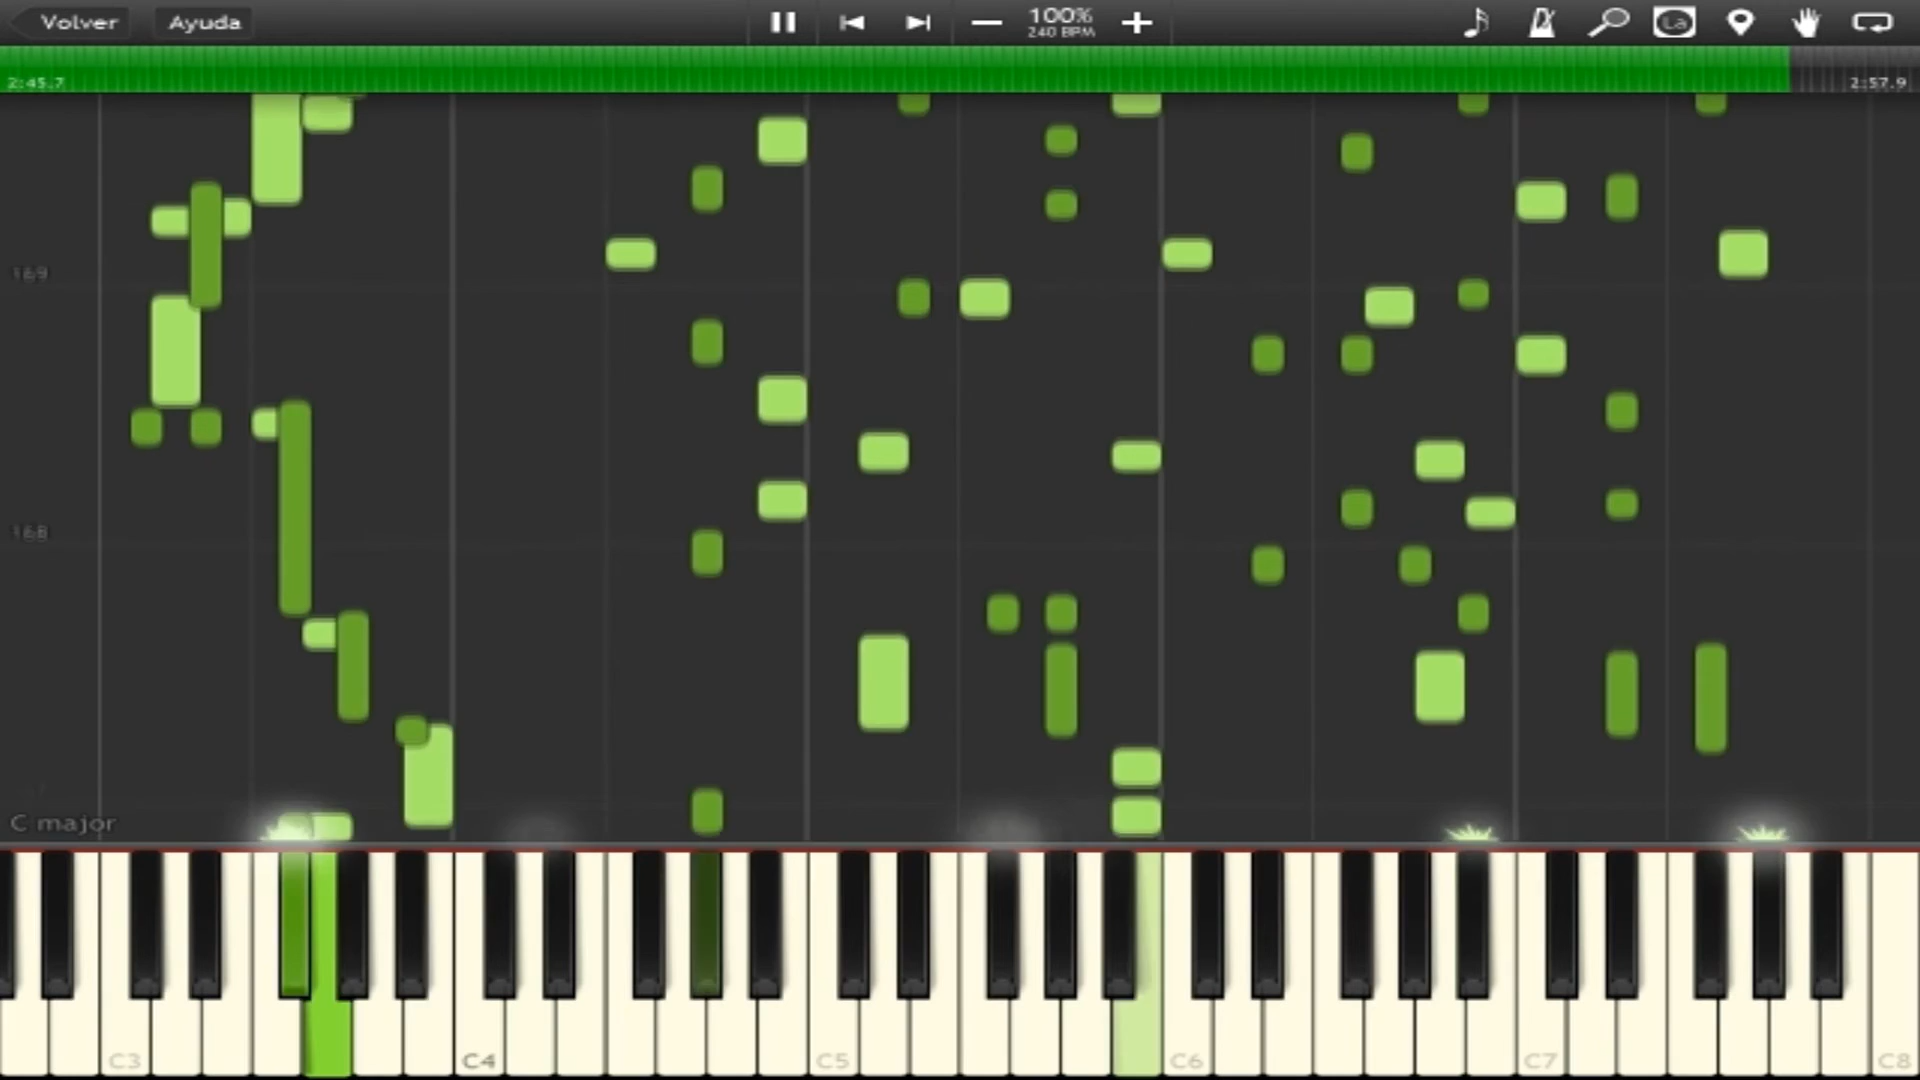 Volver
Ayuda
100%
240 BPM
La
2:45.7
2:57.9
169
168
C major
C3
C4
C5
C6
C7
C8